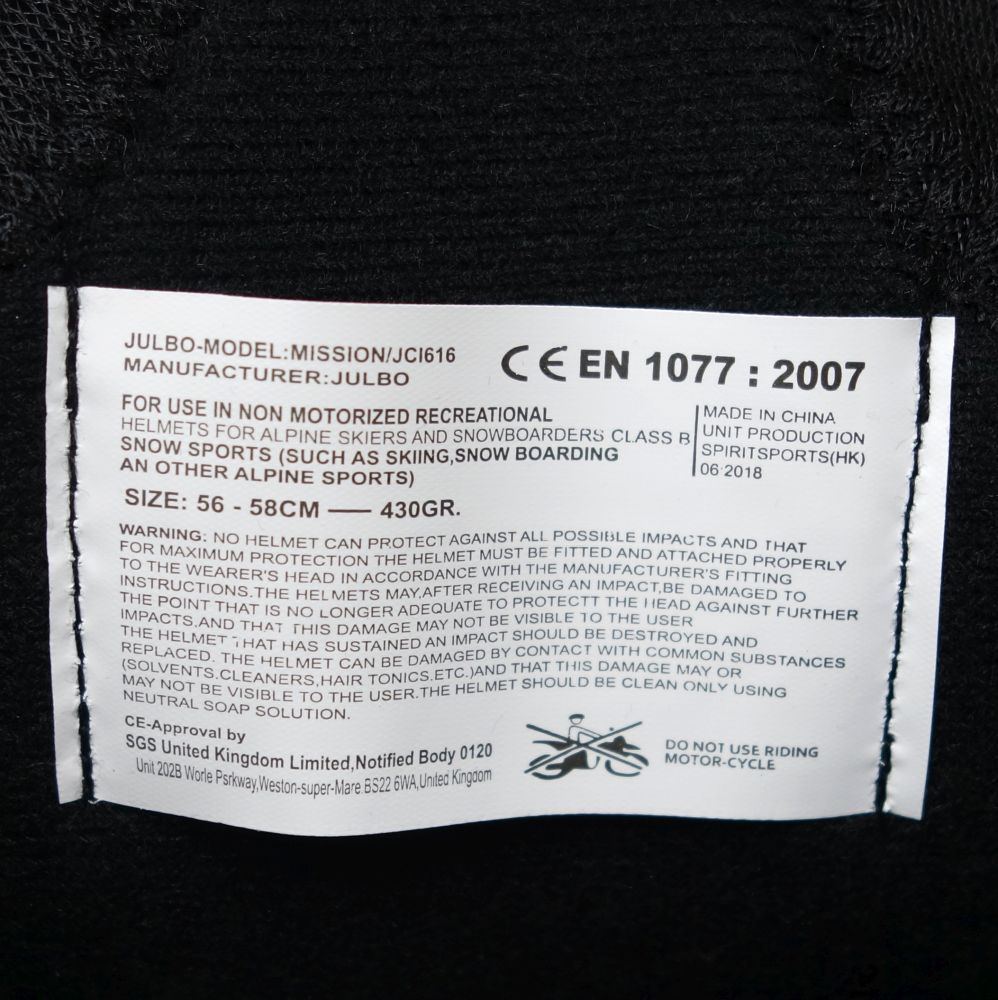 JULBO-MODEL:MISSION/JCI616
MANUFACTURER:JULBO
CE EN 1077 : 2007
FOR USE IN NON MOTORIZED RECREATIONAL
HELMETS FOR ALPINE SKIERS AND SNOWBOARDERS CLASS B
SNOW SPORTS (SUCH AS SKIING,SNOW BOARDING
AN OTHER ALPINE SPORTS)
MADE IN CHINA
UNIT PRODUCTION
SPIRITSPORTS(HK)
06 2018
SIZE: 56 - 58CM — 430GR.
WARNING: NO HELMET CAN PROTECT AGAINST ALL POSSIBLE IMPACTS AND THAT
FOR MAXIMUM PROTECTION THE HELMET MUST BE FITTED AND ATTACHED PROPERLY
TO THE WEARER'S HEAD IN ACCORDANCE WITH THE MANUFACTURER'S FITTING
INSTRUCTIONS.THE HELMETS MAY,AFTER RECEIVING AN IMPACT,BE DAMAGED TO
THE POINT THAT IS NO LONGER ADEQUATE TO PROTECTT THE HEAD AGAINST FURTHER
IMPACTS,AND THAT THIS DAMAGE MAY NOT BE VISIBLE TO THE USER
THE HELMET THAT HAS SUSTAINED AN IMPACT SHOULD BE DESTROYED AND
REPLACED. THE HELMET CAN BE DAMAGED BY CONTACT WITH COMMON SUBSTANCES
(SOLVENTS,CLEANERS,HAIR TONICS.ETC.)AND THAT THIS DAMAGE MAY OR
MAY NOT BE VISIBLE TO THE USER.THE HELMET SHOULD BE CLEAN ONLY USING
NEUTRAL SOAP SOLUTION.
CE-Approval by
SGS United Kingdom Limited,Notified Body 0120
Unit 202B Worle Psrkway,Weston-super-Mare BS22 6WA,United Kingdom
DO NOT USE RIDING
MOTOR-CYCLE